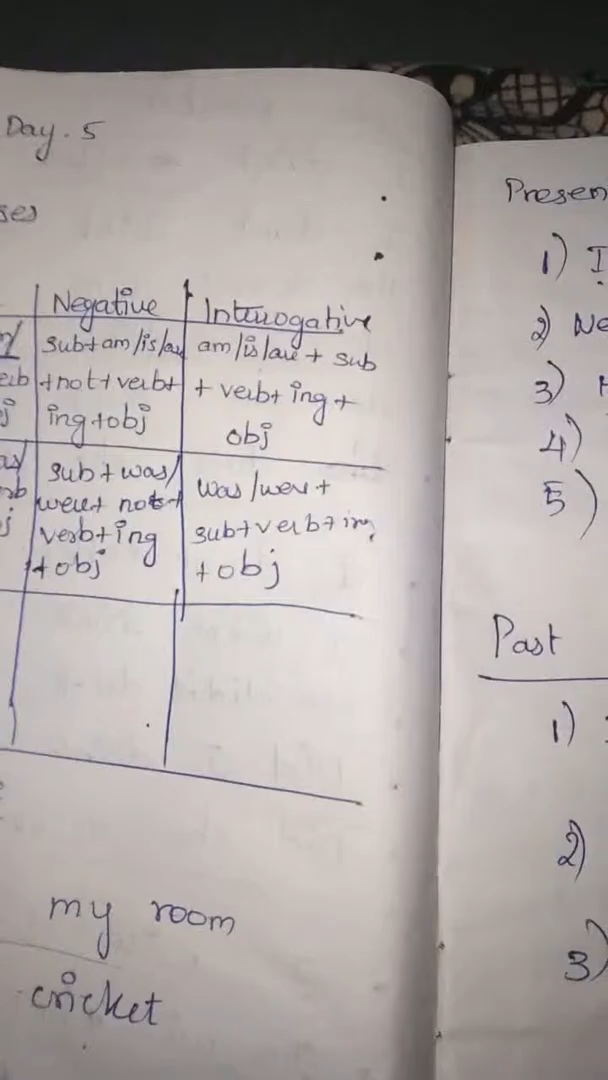 Day. 5
ses
Negative
Interrogative
sub+am/is/are
+not+verb+
ing+obj
am/is/are + sub
+ verb+ ing +
obj
sub + was/
were+ not+
verb+ing
+obj
was/were +
sub+verb+ing
+obj
my room
cricket
Presen
1) I
2) Ne
3)
4)
5)
Past
1)
2)
3)